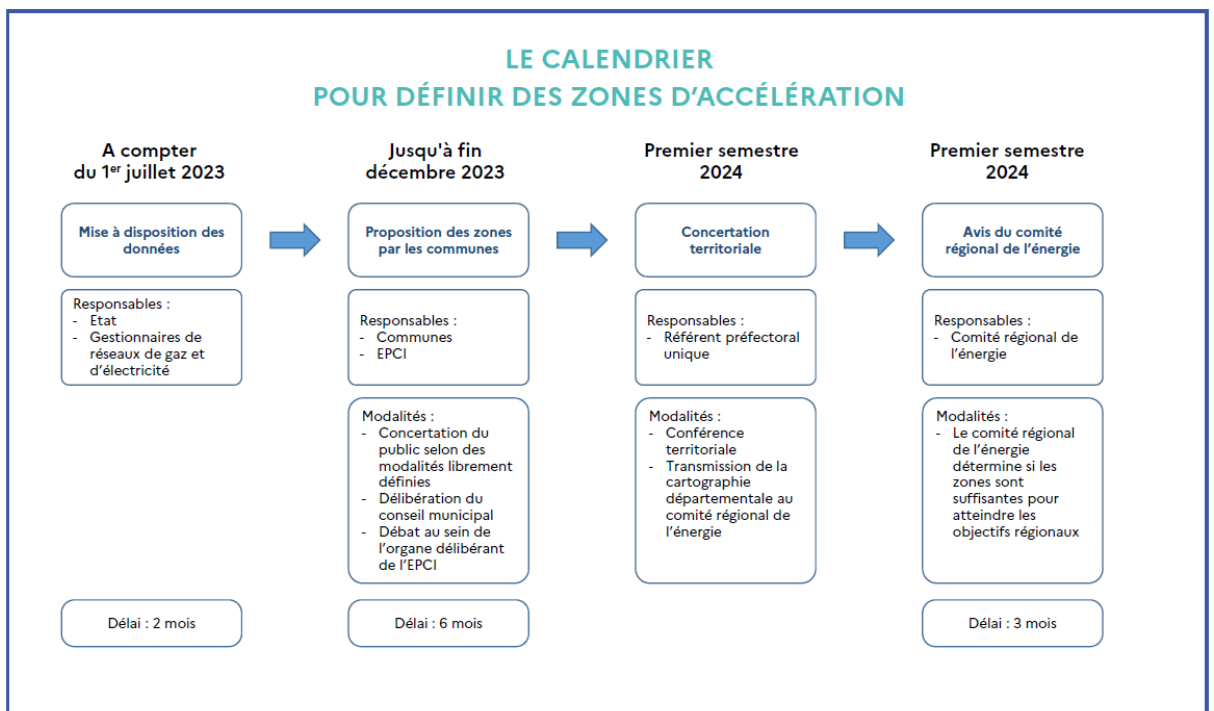 LE CALENDRIER
POUR DÉFINIR DES ZONES D'ACCÉLÉRATION
A compter
du 1er juillet 2023
Mise à disposition des
données
Responsables :
- Etat
- Gestionnaires de
réseaux de gaz et
d'électricité
Délai : 2 mois
Jusqu'à fin
décembre 2023
Proposition des zones
par les communes
Responsables :
- Communes
- EPCI
Modalités :
- Concertation du
public selon des
modalités librement
définies
- Délibération du
conseil municipal
- Débat au sein de
l'organe délibérant
de l'EPCI
Délai : 6 mois
Premier semestre
2024
Concertation
territoriale
Responsables :
- Référent préfectoral
unique
Modalités :
- Conférence
territoriale
- Transmission de la
cartographie
départementale au
comité régional de
l'énergie
Premier semestre
2024
Avis du comité
régional de l'énergie
Responsables :
- Comité régional de
l'énergie
Modalités :
- Le comité régional
de l'énergie
détermine si les
zones sont
suffisantes pour
atteindre les
objectifs régionaux
Délai : 3 mois